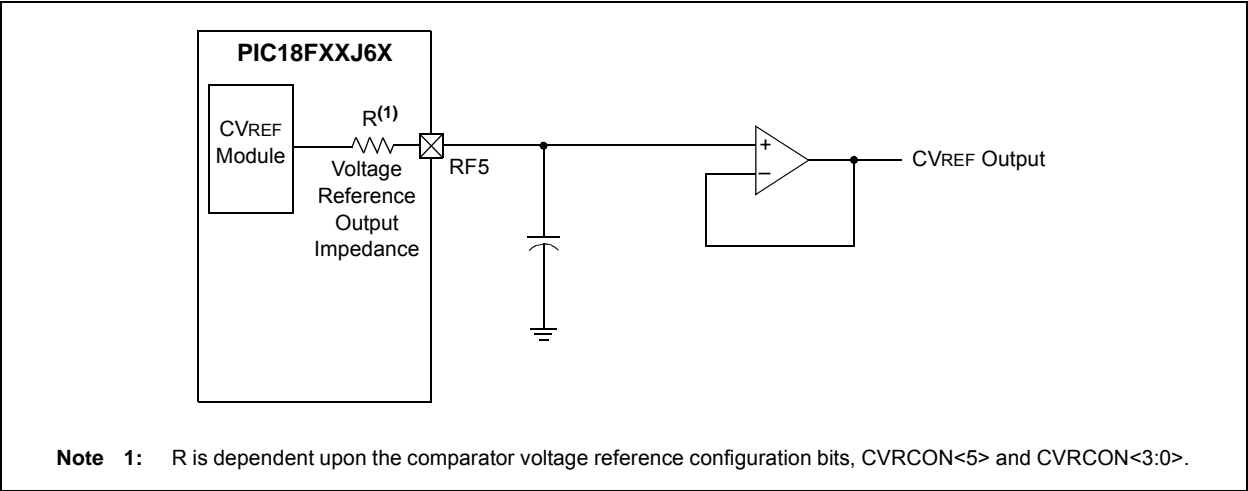 PIC18FXXJ6X
CVREF
Module
R(1)
Voltage
Reference
Output
Impedance
RF5
+
–
CVREF Output
Note 1: R is dependent upon the comparator voltage reference configuration bits, CVRCON<5> and CVRCON<3:0>.